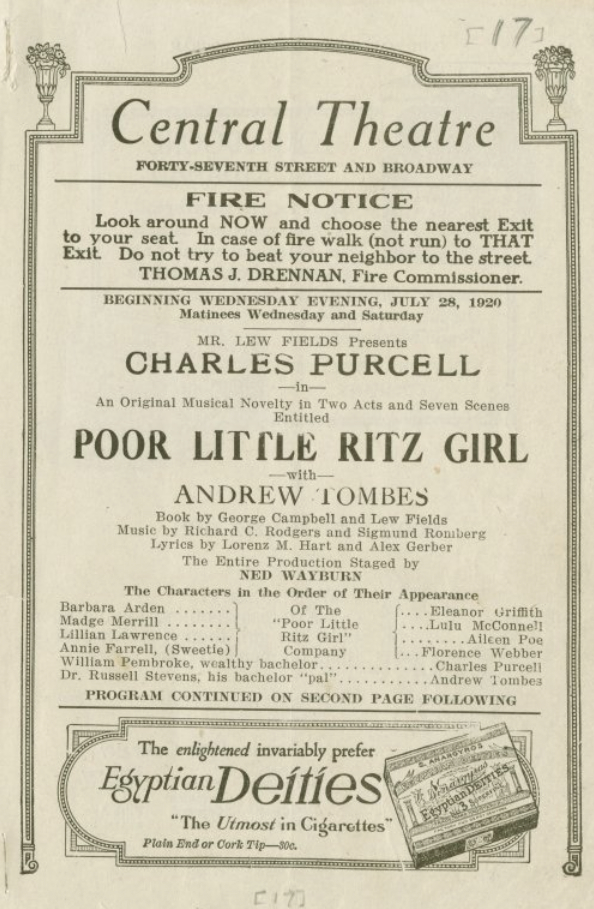 [17]
Central Theatre
FORTY-SEVENTH STREET AND BROADWAY
FIRE NOTICE
Look around NOW and choose the nearest Exit
to your seat. In case of fire walk (not run) to THAT
Exit. Do not try to beat your neighbor to the street.
THOMAS J. DRENNAN, Fire Commissioner.
BEGINNING WEDNESDAY EVENING, JULY 28, 1920
Matinees Wednesday and Saturday
MR. LEW FIELDS Presents
CHARLES PURCELL
—in—
An Original Musical Novelty in Two Acts and Seven Scenes
Entitled
POOR LITTLE RITZ GIRL
—with—
ANDREW TOMBES
Book by George Campbell and Lew Fields
Music by Richard C. Rodgers and Sigmund Romberg
Lyrics by Lorenz M. Hart and Alex Gerber
The Entire Production Staged by
NED WAYBURN
The Characters in the Order of Their Appearance
Barbara Arden ....... Of The ....Eleanor Griffith
Madge Merrill ........ "Poor Little ....Lulu McConnell
Lillian Lawrence ...... Ritz Girl" ........Aileen Poe
Annie Farrell, (Sweetie) Company ...Florence Webber
William Pembroke, wealthy bachelor..............Charles Purcell
Dr. Russell Stevens, his bachelor "pal"...........Andrew Tombes
PROGRAM CONTINUED ON SECOND PAGE FOLLOWING
The enlightened invariably prefer
Egyptian Deities
"The Utmost in Cigarettes"
Plain End or Cork Tip—30c.
S. ANARGYROS
Egyptian DEITIES
No. 3
[17]